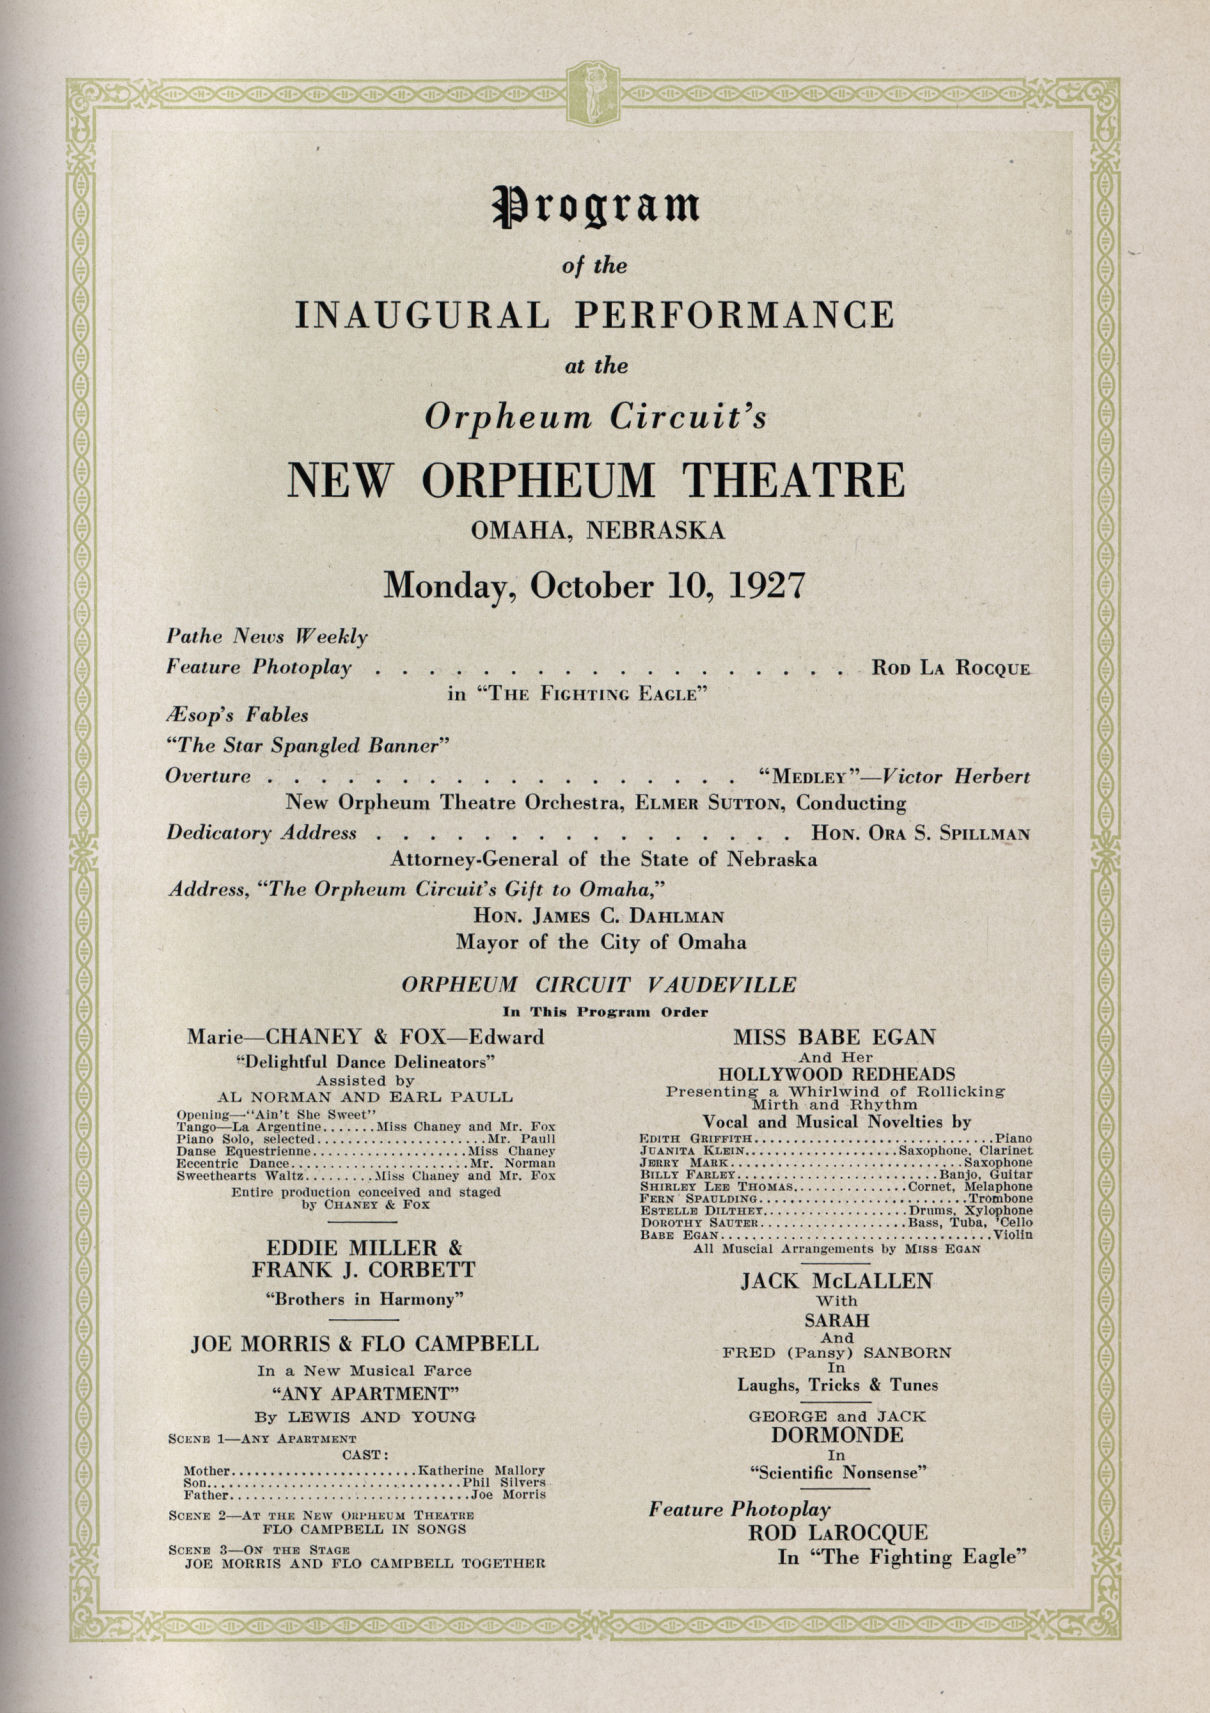 Program
of the
INAUGURAL PERFORMANCE
at the
Orpheum Circuit's
NEW ORPHEUM THEATRE
OMAHA, NEBRASKA
Monday, October 10, 1927
Pathe News Weekly
Feature Photoplay . . . . . . . . . . . . . . . . . . ROD LA ROCQUE
in "THE FIGHTING EAGLE"
Æsop's Fables
"The Star Spangled Banner"
Overture . . . . . . . . . . . . . . . . . . "MEDLEY"—Victor Herbert
New Orpheum Theatre Orchestra, ELMER SUTTON, Conducting
Dedicatory Address . . . . . . . . . . . . . . . . HON. ORA S. SPILLMAN
Attorney-General of the State of Nebraska
Address, "The Orpheum Circuit's Gift to Omaha,"
HON. JAMES C. DAHLMAN
Mayor of the City of Omaha
ORPHEUM CIRCUIT VAUDEVILLE
In This Program Order
Marie—CHANEY & FOX—Edward
"Delightful Dance Delineators"
Assisted by
AL NORMAN AND EARL PAULL
Opening—"Ain't She Sweet"
Tango—La Argentine.......Miss Chaney and Mr. Fox
Piano Solo, selected......................Mr. Paull
Danse Equestrienne....................Miss Chaney
Eccentric Dance.......................Mr. Norman
Sweethearts Waltz.........Miss Chaney and Mr. Fox
Entire production conceived and staged
by CHANEY & FOX
EDDIE MILLER &
FRANK J. CORBETT
"Brothers in Harmony"
JOE MORRIS & FLO CAMPBELL
In a New Musical Farce
"ANY APARTMENT"
By LEWIS AND YOUNG
SCENE 1—ANY APARTMENT
CAST:
Mother........................Katherine Mallory
Son.................................Phil Silvers
Father...............................Joe Morris
SCENE 2—AT THE NEW ORPHEUM THEATRE
FLO CAMPBELL IN SONGS
SCENE 3—ON THE STAGE
JOE MORRIS AND FLO CAMPBELL TOGETHER
MISS BABE EGAN
And Her
HOLLYWOOD REDHEADS
Presenting a Whirlwind of Rollicking
Mirth and Rhythm
Vocal and Musical Novelties by
EDITH GRIFFITH...............................Piano
JUANITA KLEIN....................Saxophone, Clarinet
JERRY MARK..............................Saxophone
BILLY FARLEY..........................Banjo, Guitar
SHIRLEY LEE THOMAS...............Cornet, Melaphone
FERN SPAULDING...........................Trombone
ESTELLE DILTHEY...................Drums, Xylophone
DOROTHY SAUTER...................Bass, Tuba, 'Cello
BABE EGAN...................................Violin
All Muscial Arrangements by MISS EGAN
JACK McLALLEN
With
SARAH
And
FRED (Pansy) SANBORN
In
Laughs, Tricks & Tunes
GEORGE and JACK
DORMONDE
In
"Scientific Nonsense"
Feature Photoplay
ROD LAROCQUE
In "The Fighting Eagle"